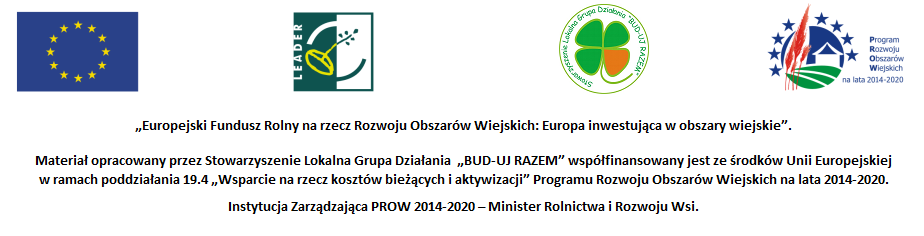 LEADER
Stowarzyszenie Lokalna Grupa Działania "BUD-UJ RAZEM"
Program
Rozwoju
Obszarów
Wiejskich
na lata 2014-2020
„Europejski Fundusz Rolny na rzecz Rozwoju Obszarów Wiejskich: Europa inwestująca w obszary wiejskie”.
Materiał opracowany przez Stowarzyszenie Lokalna Grupa Działania „BUD-UJ RAZEM” współfinansowany jest ze środków Unii Europejskiej
w ramach poddziałania 19.4 „Wsparcie na rzecz kosztów bieżących i aktywizacji” Programu Rozwoju Obszarów Wiejskich na lata 2014-2020.
Instytucja Zarządzająca PROW 2014-2020 – Minister Rolnictwa i Rozwoju Wsi.